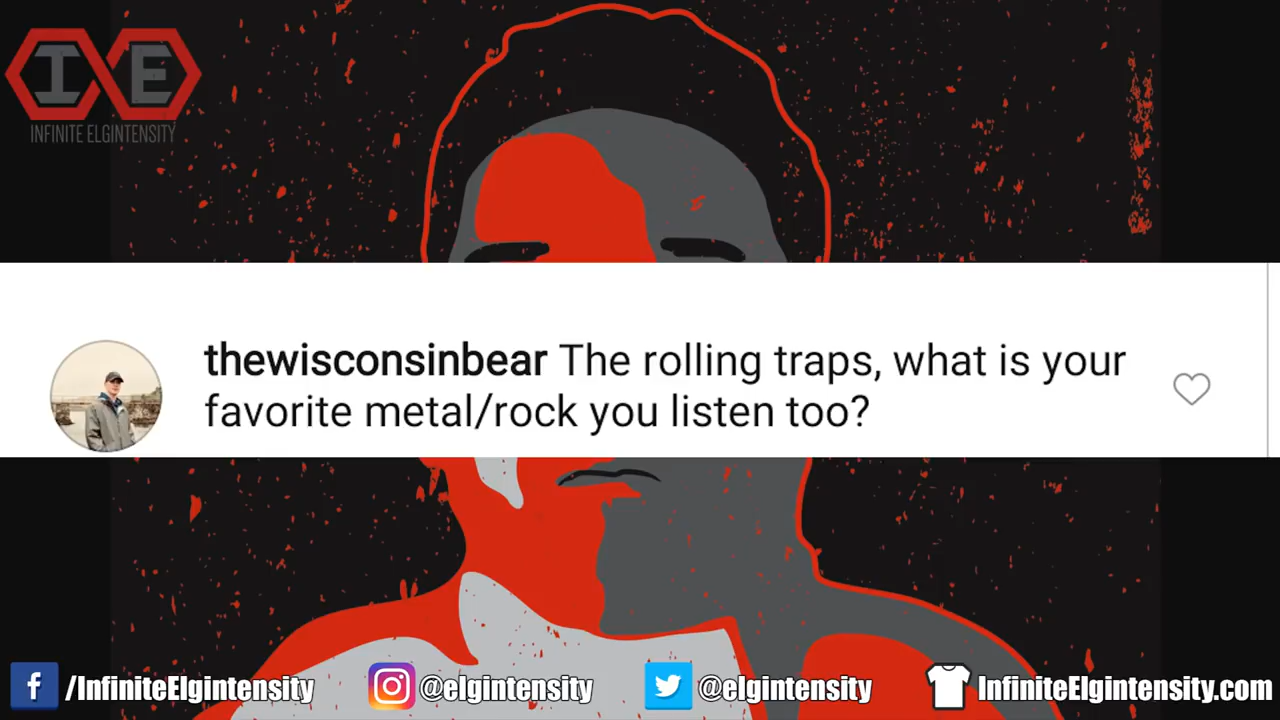 IE
INFINITE ELGINTENSITY
thewisconsinbear The rolling traps, what is your
favorite metal/rock you listen too?
f /InfiniteElgintensity @elgintensity @elgintensity InfiniteElgintensity.com